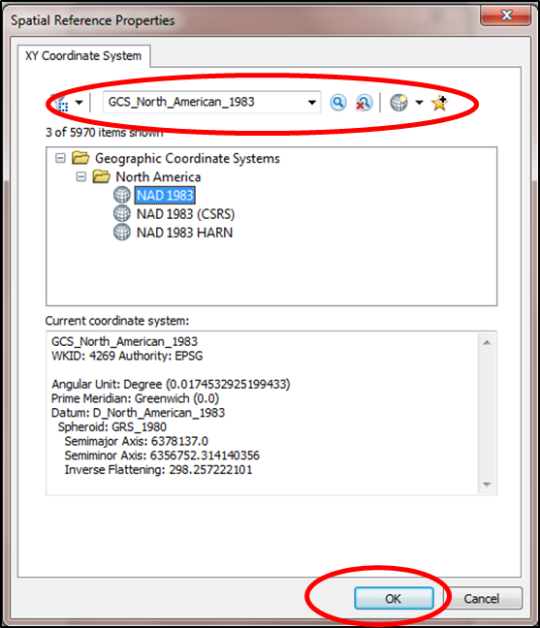 Spatial Reference Properties
XY Coordinate System
GCS_North_American_1983
3 of 5970 items shown
Geographic Coordinate Systems
North America
NAD 1983
NAD 1983 (CSRS)
NAD 1983 HARN
Current coordinate system:
GCS_North_American_1983
WKID: 4269 Authority: EPSG
Angular Unit: Degree (0.0174532925199433)
Prime Meridian: Greenwich (0.0)
Datum: D_North_American_1983
Spheroid: GRS_1980
Semimajor Axis: 6378137.0
Semiminor Axis: 6356752.314140356
Inverse Flattening: 298.257222101
OK Cancel